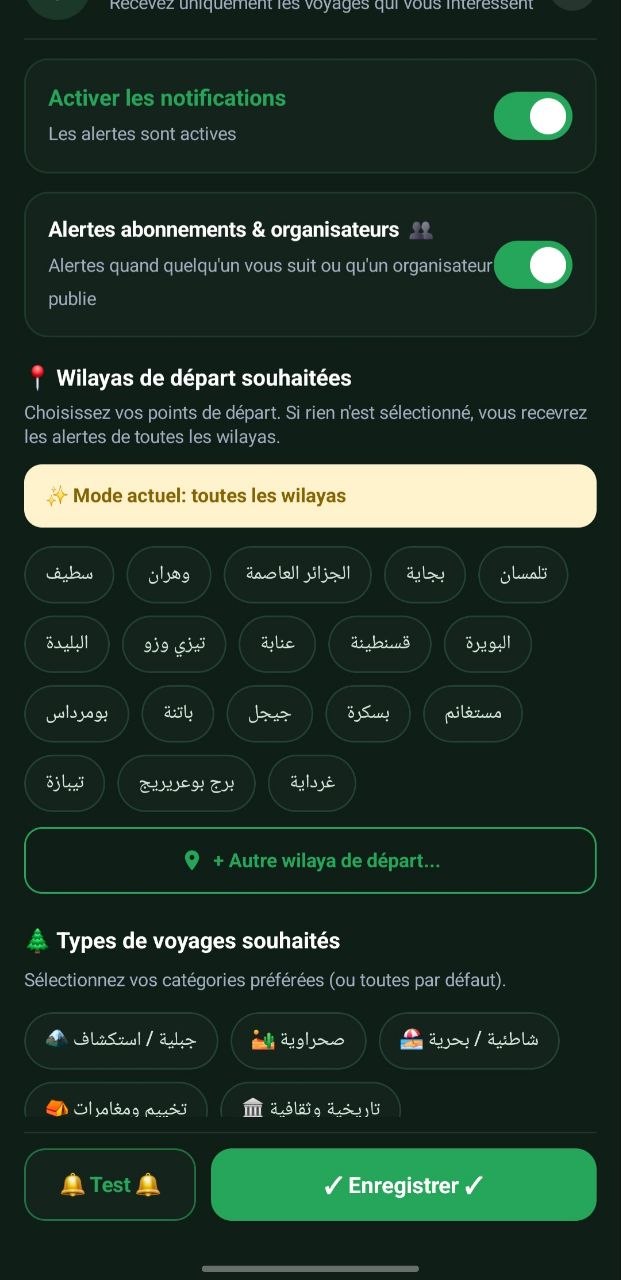 Recevez uniquement les voyages qui vous intéressent
Activer les notifications
Les alertes sont actives
Alertes abonnements & organisateurs 👥
Alertes quand quelqu'un vous suit ou qu'un organisateur
publie
📍 Wilayas de départ souhaitées
Choisissez vos points de départ. Si rien n'est sélectionné, vous recevrez
les alertes de toutes les wilayas.
✨ Mode actuel: toutes les wilayas
سطيف
وهران
الجزائر العاصمة
بجاية
تلمسان
البليدة
تيزي وزو
عنابة
قسنطينة
البويرة
بومرداس
باتنة
جيجل
بسكرة
مستغانم
تيبازة
برج بوعريريج
غرداية
+ Autre wilaya de départ...
🌲 Types de voyages souhaités
Sélectionnez vos catégories préférées (ou toutes par défaut).
جبلية / استكشاف 🏔️
صحراوية 🏜️
شاطئية / بحرية 🏖️
تخييم ومغامرات ⛺
تاريخية وثقافية 🏛️
🔔 Test 🔔
✓ Enregistrer ✓